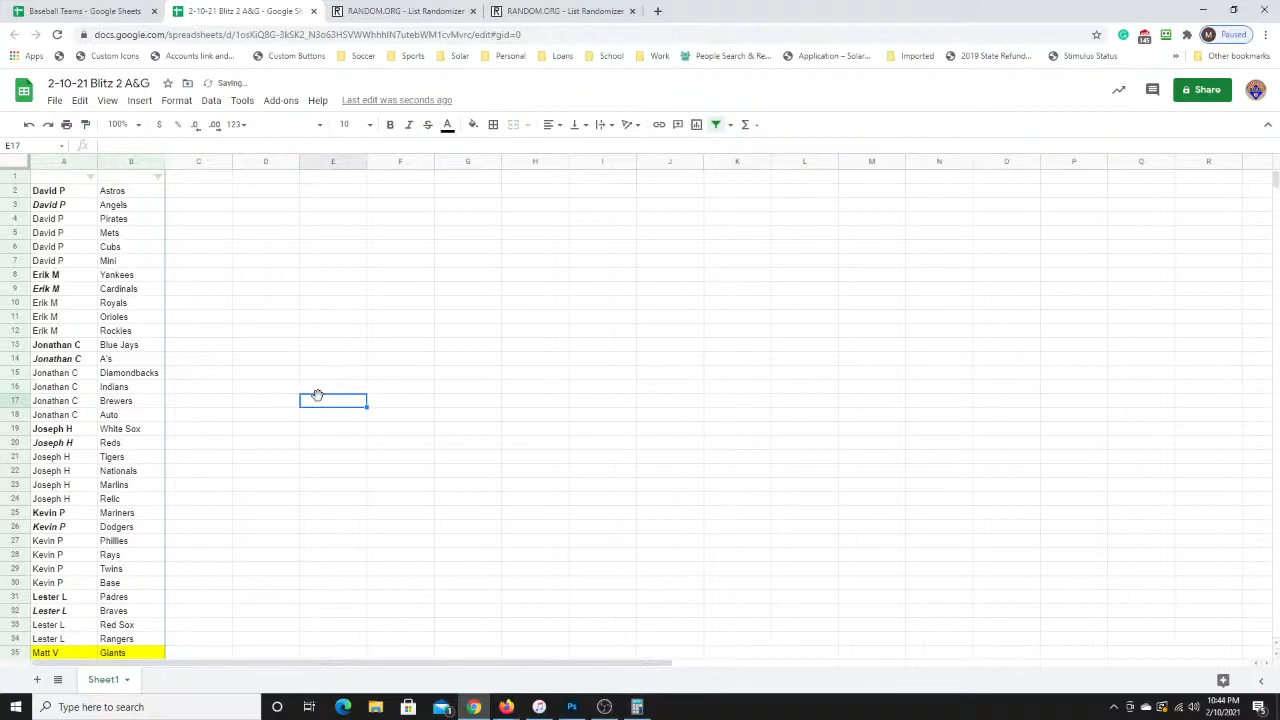 Baseball Teams - Google Sheets
2-10-21 Blitz 2 A&G - Google Sh
RANDOM.ORG - List Randomizer
RANDOM.ORG - List Randomizer
Apps
Custom Icons
Accounts link and...
Custom Buttons
Soccer
Sports
Solar
Personal
Loans
School
Work
People Search & Re...
Application – Solar...
Imported
2019 State Refund...
Stimulus Status
»
Other bookmarks
145
M
Paused
2-10-21 Blitz 2 A&G
Saving...
File Edit View Insert Format Data Tools Add-ons Help Last edit was seconds ago
Share
100% $ % .0 .00 123 10
E17 fx
A B C D E F G H I J K L M N O P Q R
1
2 David P Astros
3 David P Angels
4 David P Pirates
5 David P Mets
6 David P Cubs
7 David P Mini
8 Erik M Yankees
9 Erik M Cardinals
10 Erik M Royals
11 Erik M Orioles
12 Erik M Rockies
13 Jonathan C Blue Jays
14 Jonathan C A's
15 Jonathan C Diamondbacks
16 Jonathan C Indians
17 Jonathan C Brewers
18 Jonathan C Auto
19 Joseph H White Sox
20 Joseph H Reds
21 Joseph H Tigers
22 Joseph H Nationals
23 Joseph H Marlins
24 Joseph H Relic
25 Kevin P Mariners
26 Kevin P Dodgers
27 Kevin P Phillies
28 Kevin P Rays
29 Kevin P Twins
30 Kevin P Base
31 Lester L Padres
32 Lester L Braves
33 Lester L Red Sox
34 Lester L Rangers
35 Matt V Giants
Sheet1
Type here to search
10:44 PM
2/10/2021